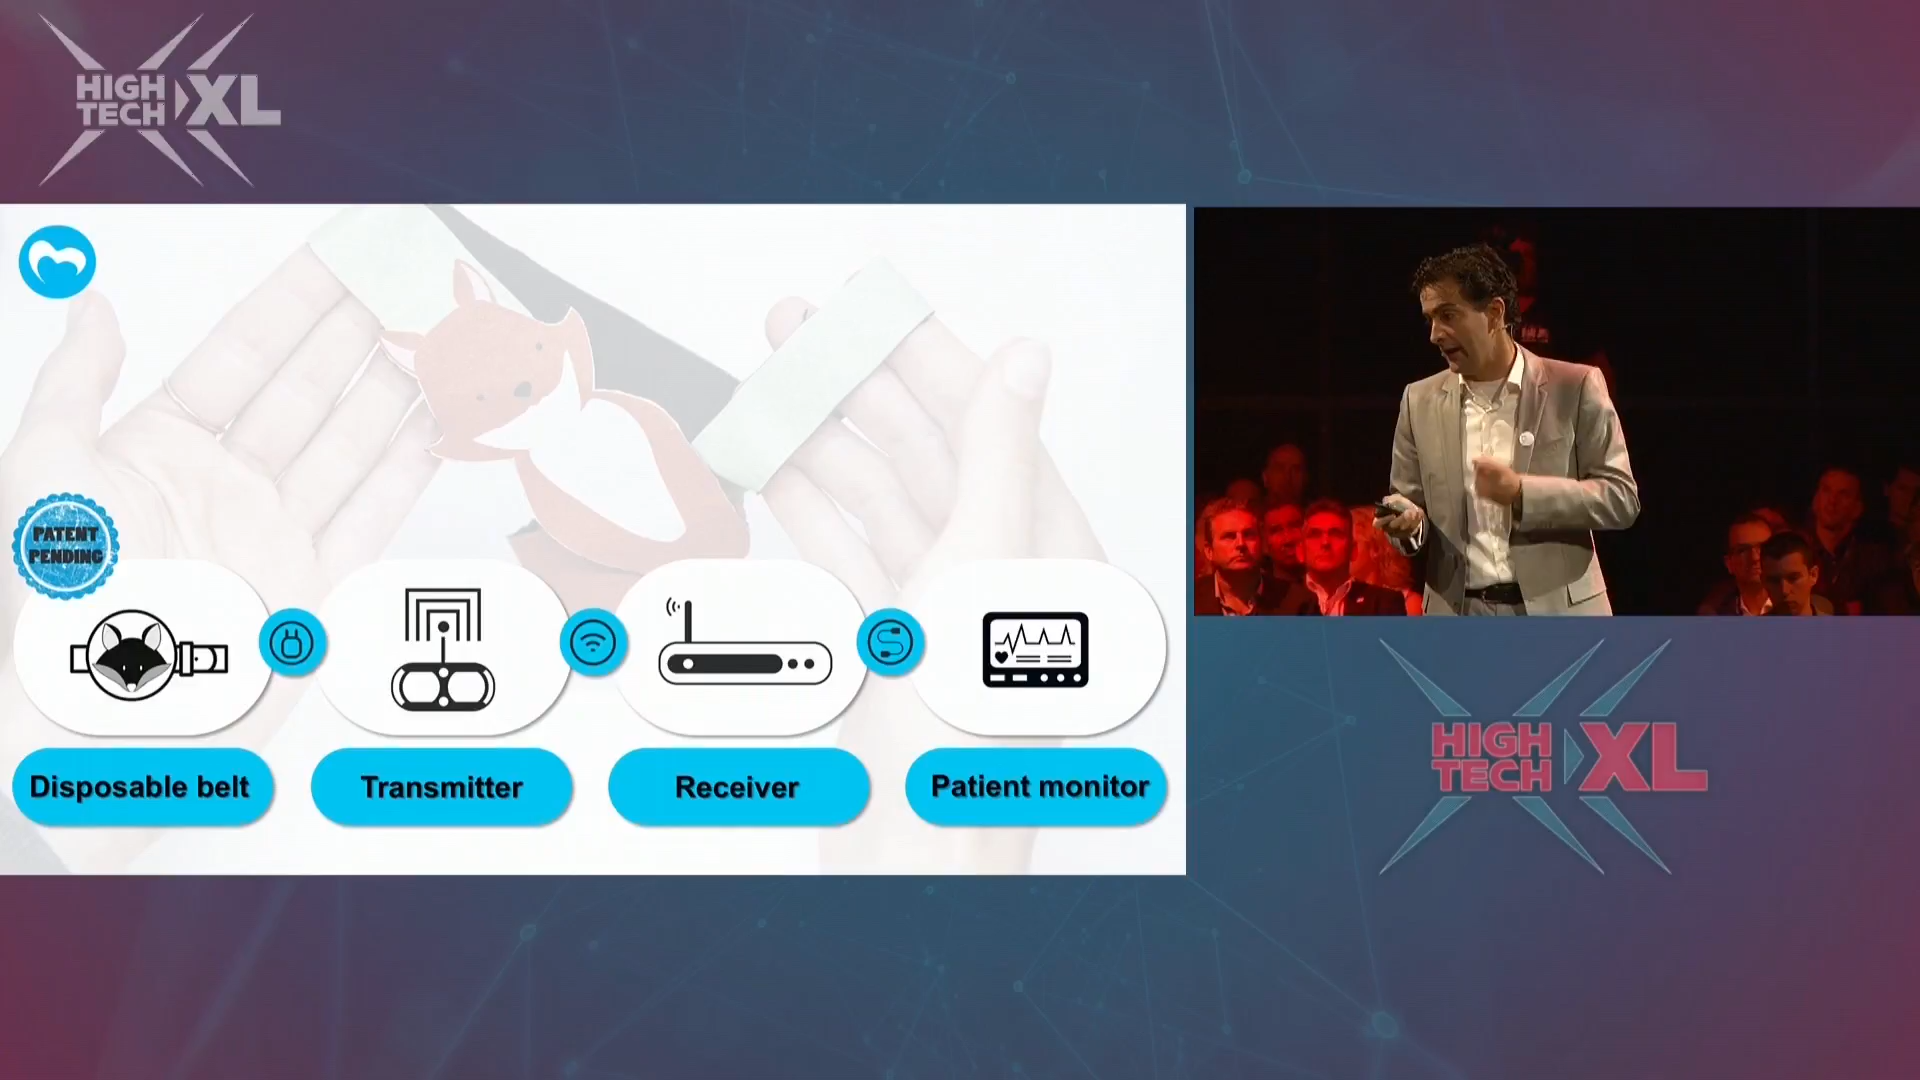 HIGH
TECH XL
PATENT
PENDING
Disposable belt
Transmitter
Receiver
Patient monitor
HIGH
TECH XL